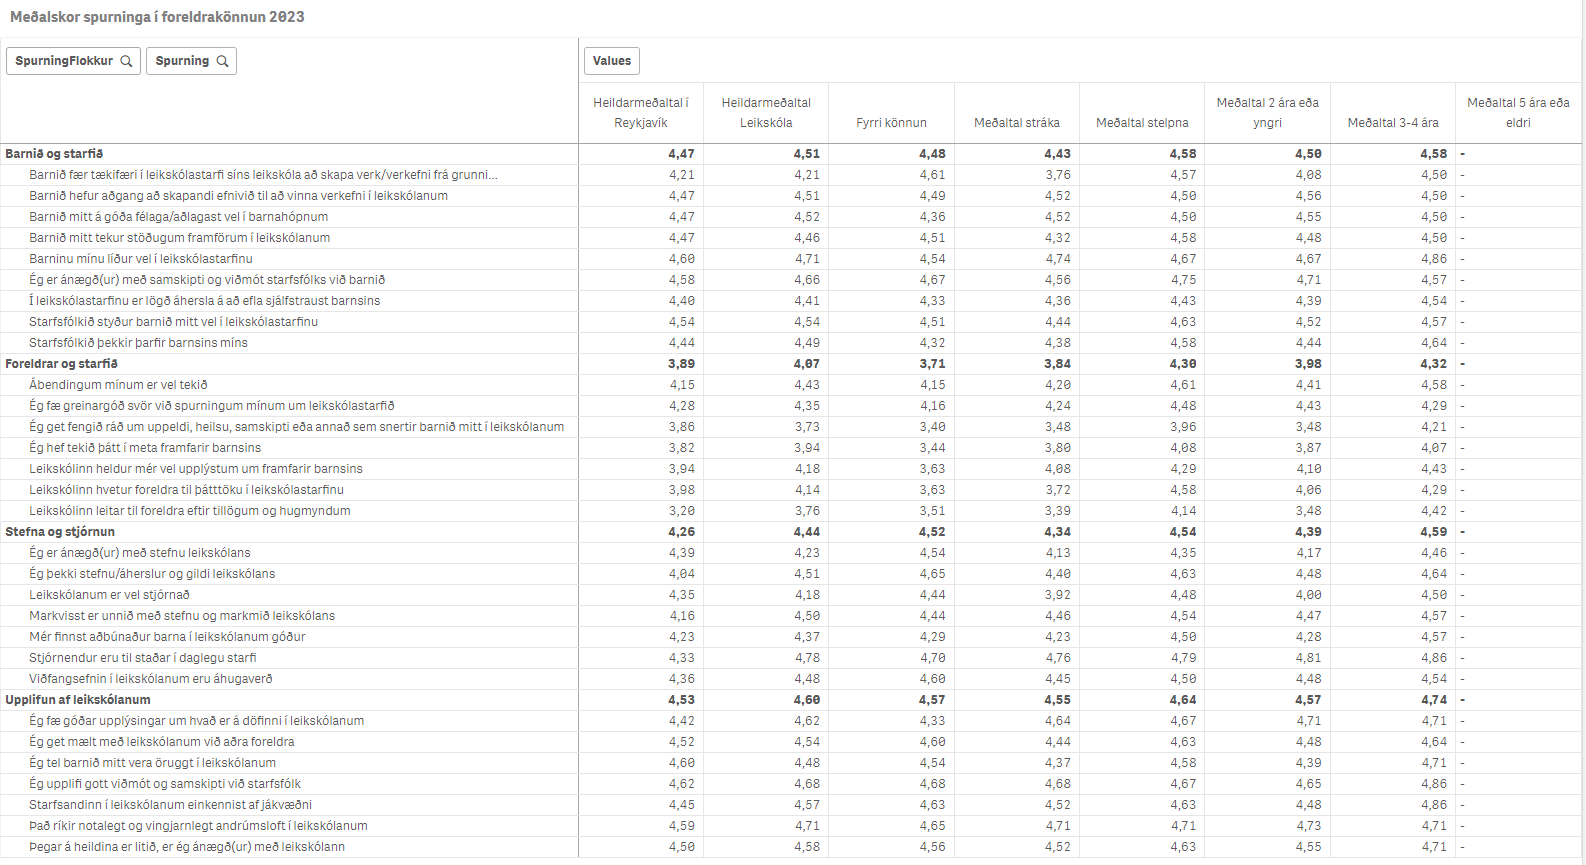 Meðalskor spurninga í foreldrakönnun 2023
SpurningFlokkur Spurning Values
Heildarmeðaltal í Reykjavík Heildarmeðaltal Leikskóla Fyrri könnun Meðaltal stráka Meðaltal stelpna Meðaltal 2 ára eða yngri Meðaltal 3-4 ára Meðaltal 5 ára eða eldri
Barnið og starfið 4,47 4,51 4,48 4,43 4,58 4,50 4,58 -
Barnið fær tækifæri í leikskólastarfi síns leikskóla að skapa verk/verkefni frá grunni... 4,21 4,21 4,61 3,76 4,57 4,08 4,50 -
Barnið hefur aðgang að skapandi efnivið til að vinna verkefni í leikskólanum 4,47 4,51 4,49 4,52 4,50 4,56 4,50 -
Barnið mitt á góða félaga/aðlagast vel í barnahópnum 4,47 4,52 4,36 4,52 4,50 4,55 4,50 -
Barnið mitt tekur stöðugum framförum í leikskólanum 4,47 4,46 4,51 4,32 4,58 4,48 4,50 -
Barninu mínu líður vel í leikskólastarfinu 4,60 4,71 4,54 4,74 4,67 4,67 4,86 -
Ég er ánægð(ur) með samskipti og viðmót starfsfólks við barnið 4,58 4,66 4,67 4,56 4,75 4,71 4,57 -
Í leikskólastarfinu er lögð áhersla á að efla sjálfstraust barnsins 4,40 4,41 4,33 4,36 4,43 4,39 4,54 -
Starfsfólkið styður barnið mitt vel í leikskólastarfinu 4,54 4,54 4,51 4,44 4,63 4,52 4,57 -
Starfsfólkið þekkir þarfir barnsins míns 4,44 4,49 4,32 4,38 4,58 4,44 4,64 -
Foreldrar og starfið 3,89 4,07 3,71 3,84 4,30 3,98 4,32 -
Ábendingum mínum er vel tekið 4,15 4,43 4,15 4,20 4,61 4,41 4,58 -
Ég fæ greinargóð svör við spurningum mínum um leikskólastarfið 4,28 4,35 4,16 4,24 4,48 4,43 4,29 -
Ég get fengið ráð um uppeldi, heilsu, samskipti eða annað sem snertir barnið mitt í leikskólanum 3,86 3,73 3,40 3,48 3,96 3,48 4,21 -
Ég hef tekið þátt í meta framfarir barnsins 3,82 3,94 3,44 3,80 4,08 3,87 4,07 -
Leikskólinn heldur mér vel upplýstum um framfarir barnsins 3,94 4,18 3,63 4,08 4,29 4,10 4,43 -
Leikskólinn hvetur foreldra til þátttöku í leikskólastarfinu 3,98 4,14 3,63 3,72 4,58 4,06 4,29 -
Leikskólinn leitar til foreldra eftir tillögum og hugmyndum 3,20 3,76 3,51 3,39 4,14 3,48 4,42 -
Stefna og stjórnun 4,26 4,44 4,52 4,34 4,54 4,39 4,59 -
Ég er ánægð(ur) með stefnu leikskólans 4,39 4,23 4,54 4,13 4,35 4,17 4,46 -
Ég þekki stefnu/áherslur og gildi leikskólans 4,04 4,51 4,65 4,40 4,63 4,48 4,64 -
Leikskólanum er vel stjórnað 4,35 4,18 4,44 3,92 4,48 4,00 4,50 -
Markvisst er unnið með stefnu og markmið leikskólans 4,16 4,50 4,44 4,46 4,54 4,47 4,57 -
Mér finnst aðbúnaður barna í leikskólanum góður 4,23 4,37 4,29 4,23 4,50 4,28 4,57 -
Stjórnendur eru til staðar í daglegu starfi 4,33 4,78 4,70 4,76 4,79 4,81 4,86 -
Viðfangsefnin í leikskólanum eru áhugaverð 4,36 4,48 4,60 4,45 4,50 4,48 4,54 -
Upplifun af leikskólanum 4,53 4,60 4,57 4,55 4,64 4,57 4,74 -
Ég fæ góðar upplýsingar um hvað er á döfinni í leikskólanum 4,42 4,62 4,33 4,64 4,67 4,71 4,71 -
Ég get mælt með leikskólanum við aðra foreldra 4,52 4,54 4,60 4,44 4,63 4,48 4,64 -
Ég tel barnið mitt vera öruggt í leikskólanum 4,60 4,48 4,54 4,37 4,58 4,39 4,71 -
Ég upplifi gott viðmót og samskipti við starfsfólk 4,62 4,68 4,68 4,68 4,67 4,65 4,86 -
Starfsandinn í leikskólanum einkennist af jákvæðni 4,45 4,57 4,63 4,52 4,63 4,48 4,86 -
Það ríkir notalegt og vingjarnlegt andrúmsloft í leikskólanum 4,59 4,71 4,65 4,71 4,71 4,73 4,71 -
Þegar á heildina er litið, er ég ánægð(ur) með leikskólann 4,50 4,58 4,56 4,52 4,63 4,55 4,71 -